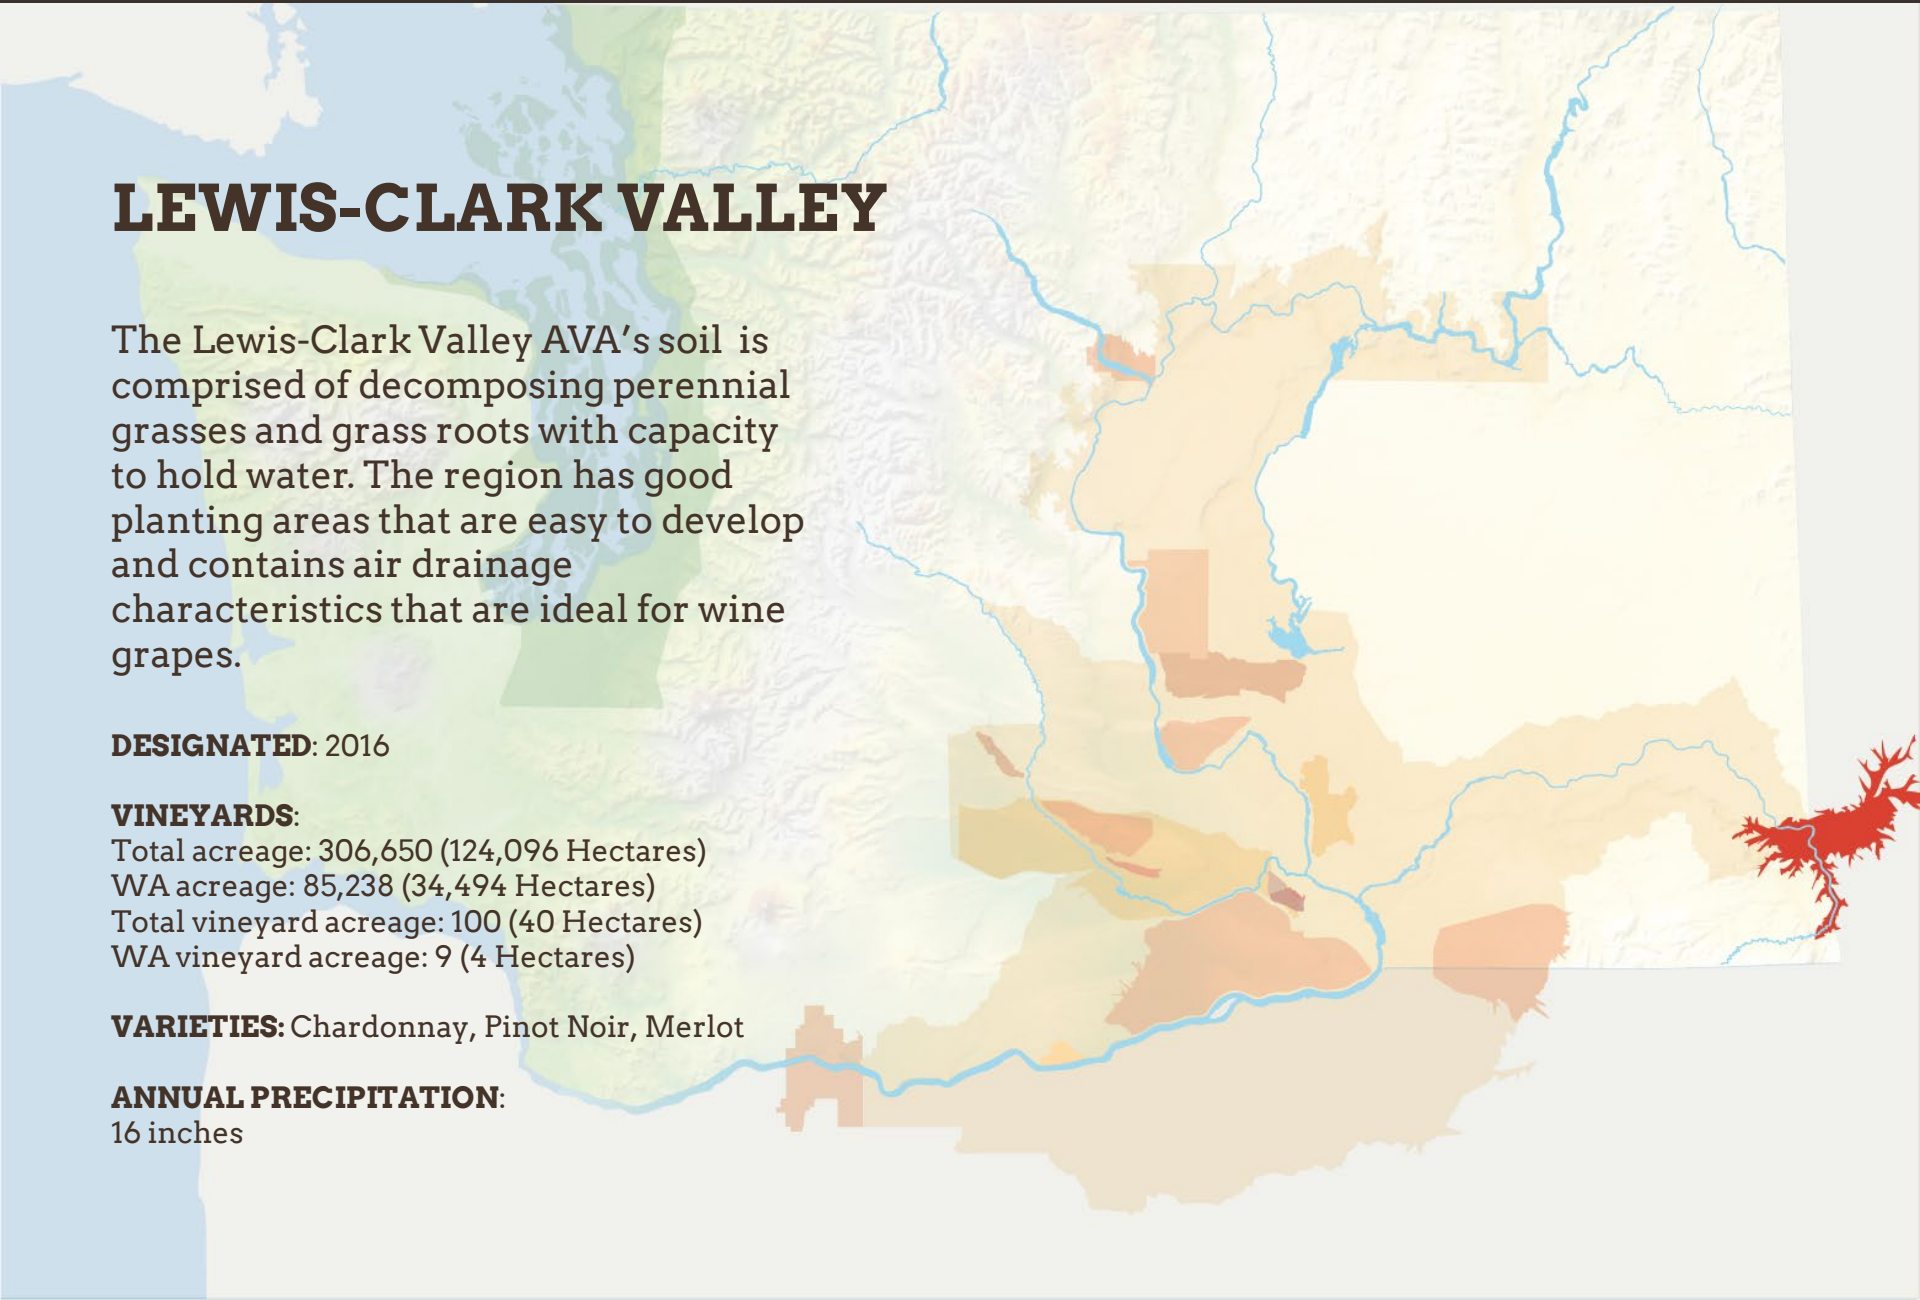 LEWIS-CLARK VALLEY
The Lewis-Clark Valley AVA’s soil  is
comprised of decomposing perennial
grasses and grass roots with capacity
to hold water. The region has good
planting areas that are easy to develop
and contains air drainage
characteristics that are ideal for wine
grapes.
DESIGNATED: 2016
VINEYARDS:
Total acreage: 306,650 (124,096 Hectares)
WA acreage: 85,238 (34,494 Hectares)
Total vineyard acreage: 100 (40 Hectares)
WA vineyard acreage: 9 (4 Hectares)
VARIETIES: Chardonnay, Pinot Noir, Merlot
ANNUAL PRECIPITATION:
16 inches